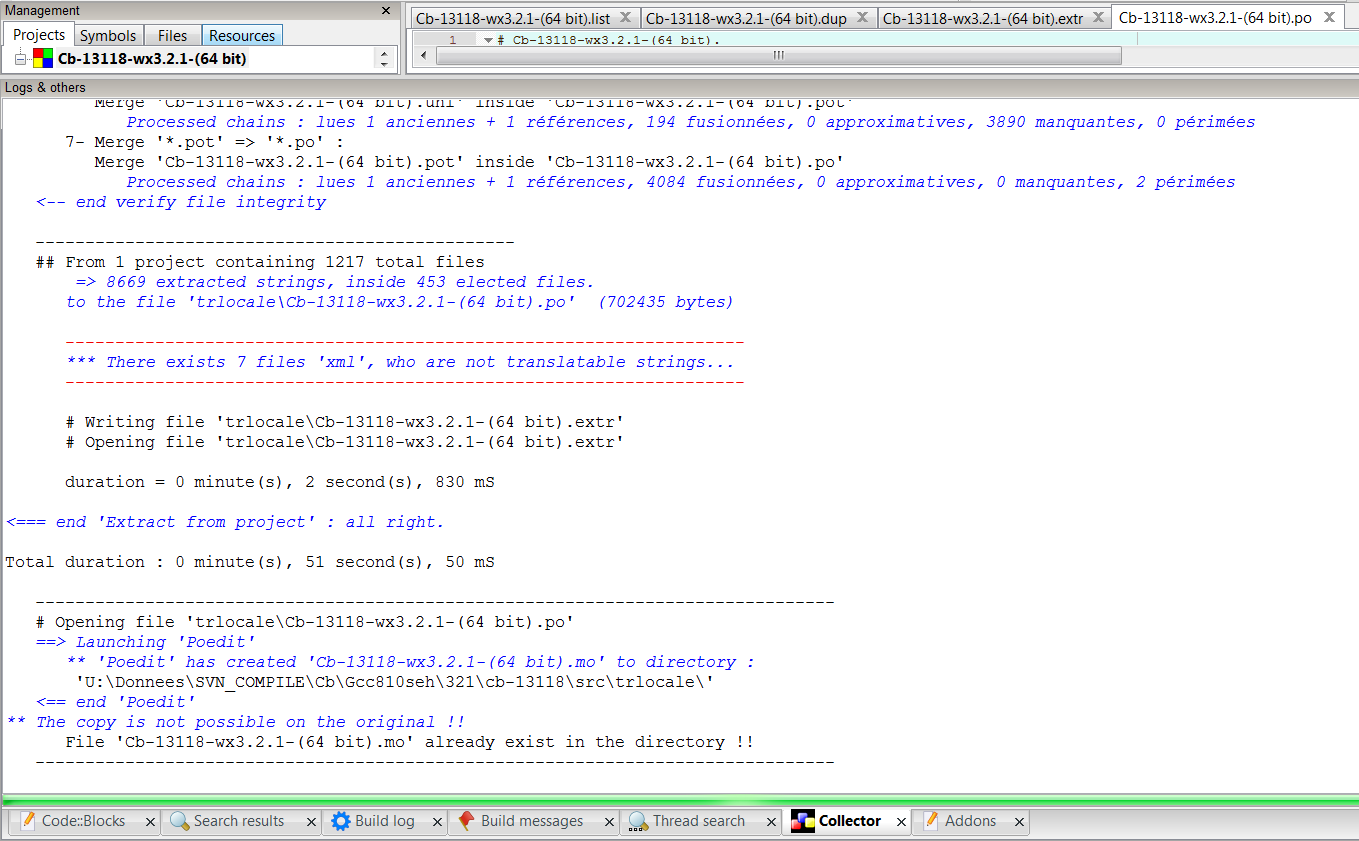 Management
Projects Symbols Files Resources
Cb-13118-wx3.2.1-(64 bit)
Cb-13118-wx3.2.1-(64 bit).list Cb-13118-wx3.2.1-(64 bit).dup Cb-13118-wx3.2.1-(64 bit).extr Cb-13118-wx3.2.1-(64 bit).po
1 # Cb-13118-wx3.2.1-(64 bit).
Logs & others
Merge 'Cb-13118-wx3.2.1-(64 bit).uni' inside 'Cb-13118-wx3.2.1-(64 bit).pot'
Processed chains : lues 1 anciennes + 1 références, 194 fusionnées, 0 approximatives, 3890 manquantes, 0 périmées
7- Merge '*.pot' => '*.po' :
Merge 'Cb-13118-wx3.2.1-(64 bit).pot' inside 'Cb-13118-wx3.2.1-(64 bit).po'
Processed chains : lues 1 anciennes + 1 références, 4084 fusionnées, 0 approximatives, 0 manquantes, 2 périmées
<-- end verify file integrity
------------------------------------------------
## From 1 project containing 1217 total files
=> 8669 extracted strings, inside 453 elected files.
to the file 'trlocale\Cb-13118-wx3.2.1-(64 bit).po' (702435 bytes)
--------------------------------------------------------------------
*** There exists 7 files 'xml', who are not translatable strings...
--------------------------------------------------------------------
# Writing file 'trlocale\Cb-13118-wx3.2.1-(64 bit).extr'
# Opening file 'trlocale\Cb-13118-wx3.2.1-(64 bit).extr'
duration = 0 minute(s), 2 second(s), 830 mS
<=== end 'Extract from project' : all right.
Total duration : 0 minute(s), 51 second(s), 50 mS
--------------------------------------------------------------------------------
# Opening file 'trlocale\Cb-13118-wx3.2.1-(64 bit).po'
==> Launching 'Poedit'
** 'Poedit' has created 'Cb-13118-wx3.2.1-(64 bit).mo' to directory :
'U:\Donnees\SVN_COMPILE\Cb\Gcc810seh\321\cb-13118\src\trlocale\'
<== end 'Poedit'
** The copy is not possible on the original !!
File 'Cb-13118-wx3.2.1-(64 bit).mo' already exist in the directory !!
--------------------------------------------------------------------------------
Code::Blocks Search results Build log Build messages Thread search Collector Addons